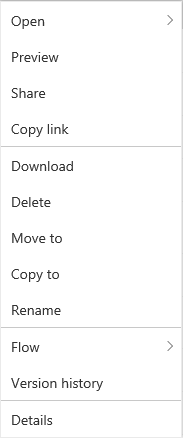 Open
Preview
Share
Copy link
Download
Delete
Move to
Copy to
Rename
Flow
Version history
Details